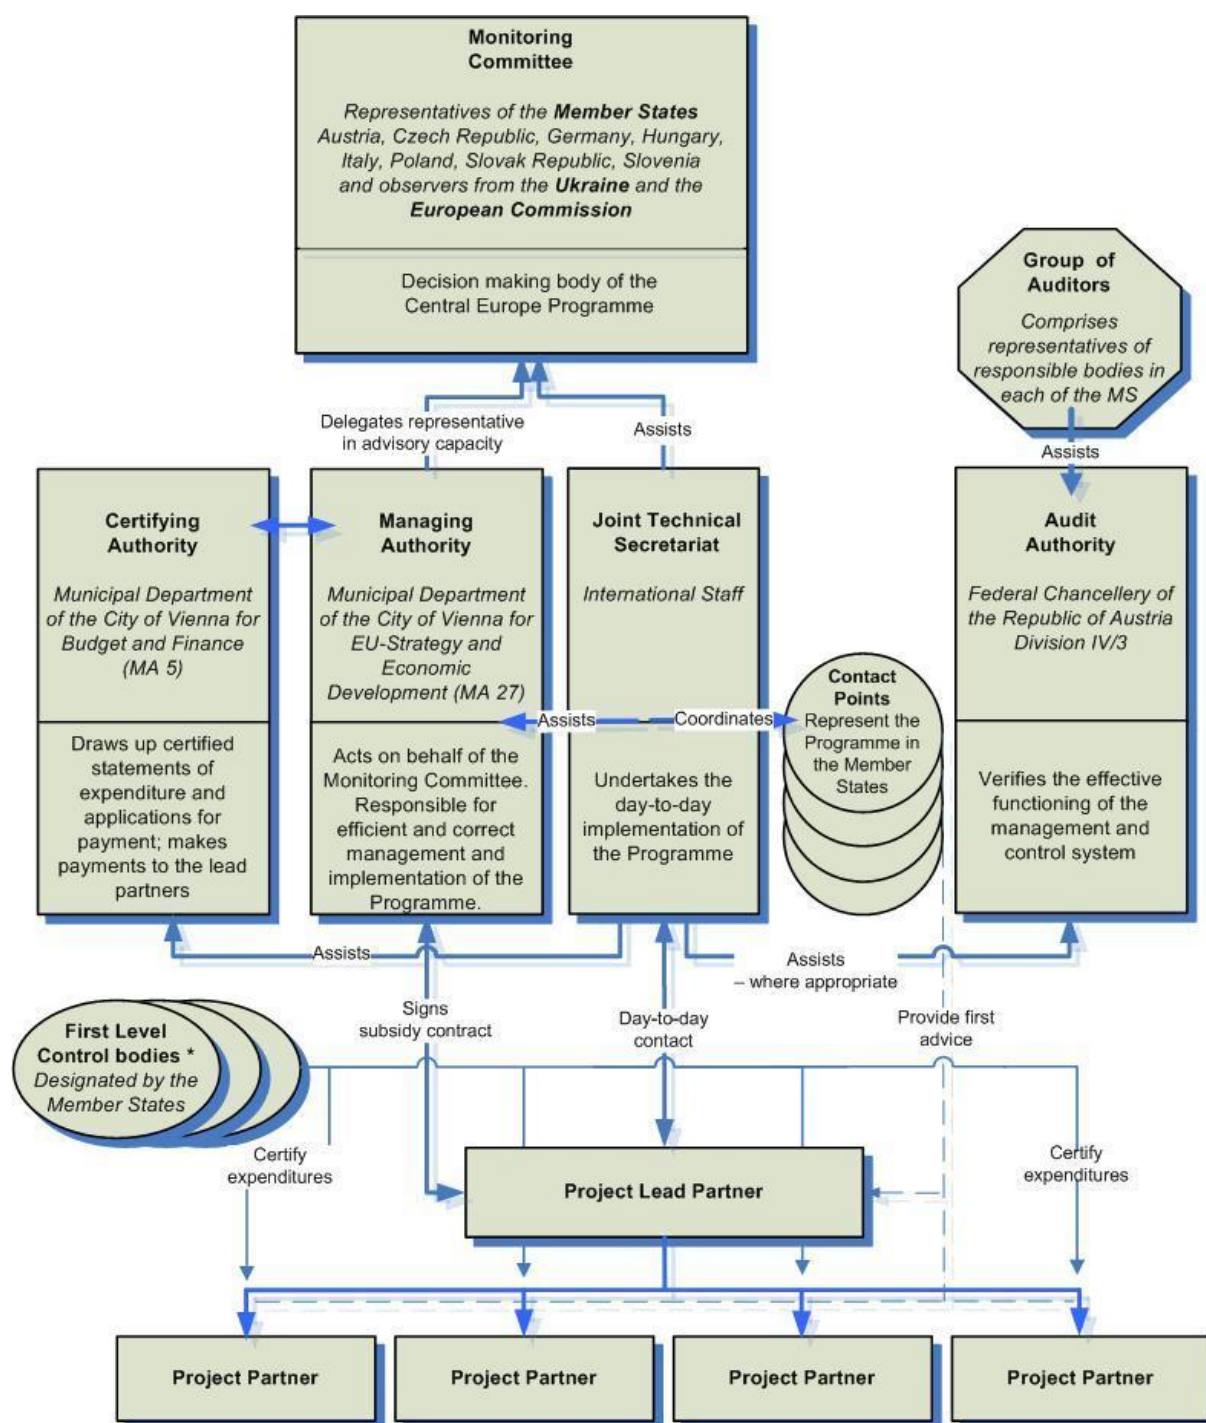 Monitoring
Committee
Representatives of the Member States
Austria, Czech Republic, Germany, Hungary,
Italy, Poland, Slovak Republic, Slovenia
and observers from the Ukraine and the
European Commission
Decision making body of the
Central Europe Programme
Group of
Auditors
Comprises
representatives of
responsible bodies in
each of the MS
Delegates representative
in advisory capacity
Assists
Assists
Certifying
Authority
Municipal Department
of the City of Vienna for
Budget and Finance
(MA 5)
Draws up certified
statements of
expenditure and
applications for
payment; makes
payments to the lead
partners
Managing
Authority
Municipal Department
of the City of Vienna for
EU-Strategy and
Economic
Development (MA 27)
Acts on behalf of the
Monitoring Committee.
Responsible for
efficient and correct
management and
implementation of the
Programme.
Joint Technical
Secretariat
International Staff
Assists
Coordinates
Undertakes the
day-to-day
implementation of
the Programme
Contact
Points
Represent the
Programme in
the Member
States
Audit
Authority
Federal Chancellery of
the Republic of Austria
Division IV/3
Verifies the effective
functioning of the
management and
control system
Assists
Assists
– where appropriate
Signs
subsidy contract
Day-to-day
contact
Provide first
advice
First Level
Control bodies *
Designated by the
Member States
Certify
expenditures
Certify
expenditures
Project Lead Partner
Project Partner
Project Partner
Project Partner
Project Partner